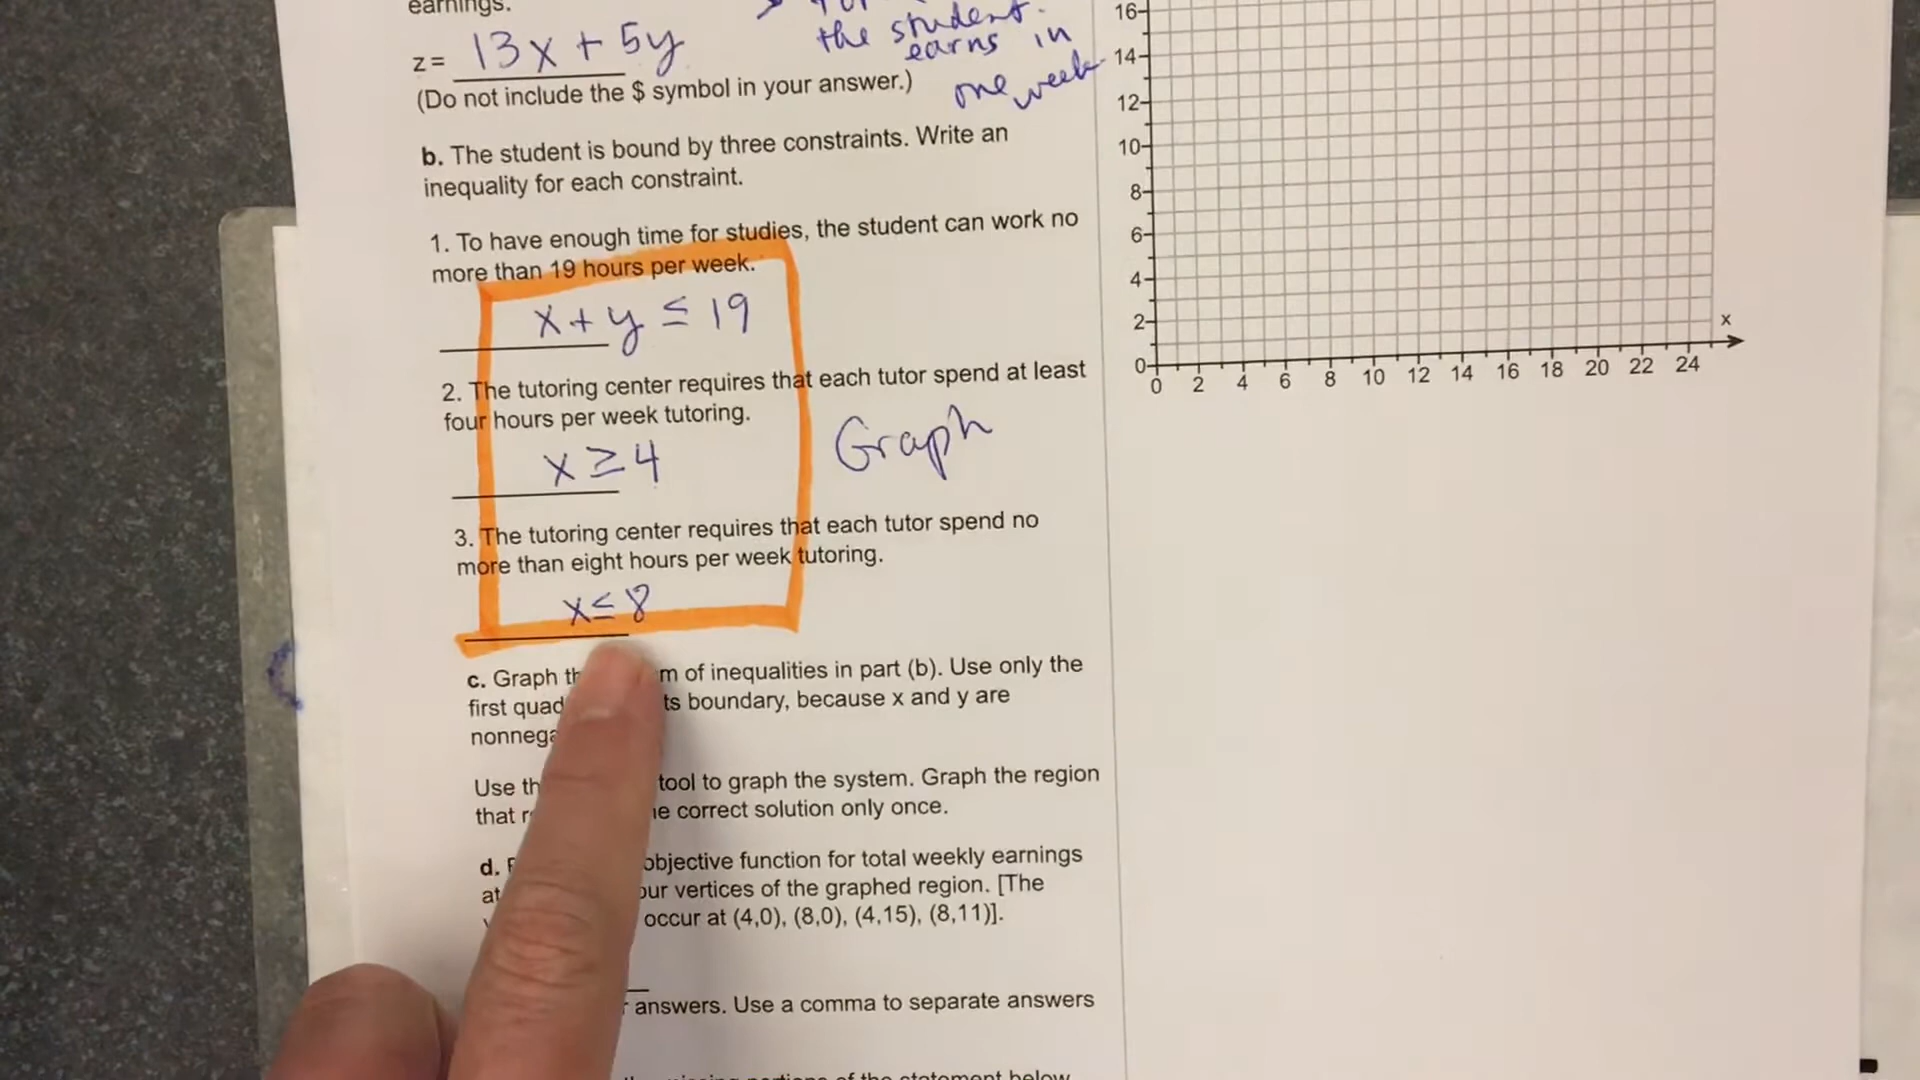 earnings.
z = 13x + 5y
(Do not include the $ symbol in your answer.)
the student
earns in
one week
b. The student is bound by three constraints. Write an
inequality for each constraint.
1. To have enough time for studies, the student can work no
more than 19 hours per week.
x + y ≤ 19
2. The tutoring center requires that each tutor spend at least
four hours per week tutoring.
x ≥ 4
Graph
3. The tutoring center requires that each tutor spend no
more than eight hours per week tutoring.
x ≤ 8
c. Graph m of inequalities in part (b). Use only the
first boundary, because x and y are
Use tool to graph the system. Graph the region
that correct solution only once.
d. objective function for total weekly earnings
at vertices of the graphed region. [The
occur at (4,0), (8,0), (4,15), (8,11)].
answers. Use a comma to separate answers
of the statement below
16
14
12
10
8
6
4
2
0
x
0 2 4 6 8 10 12 14 16 18 20 22 24